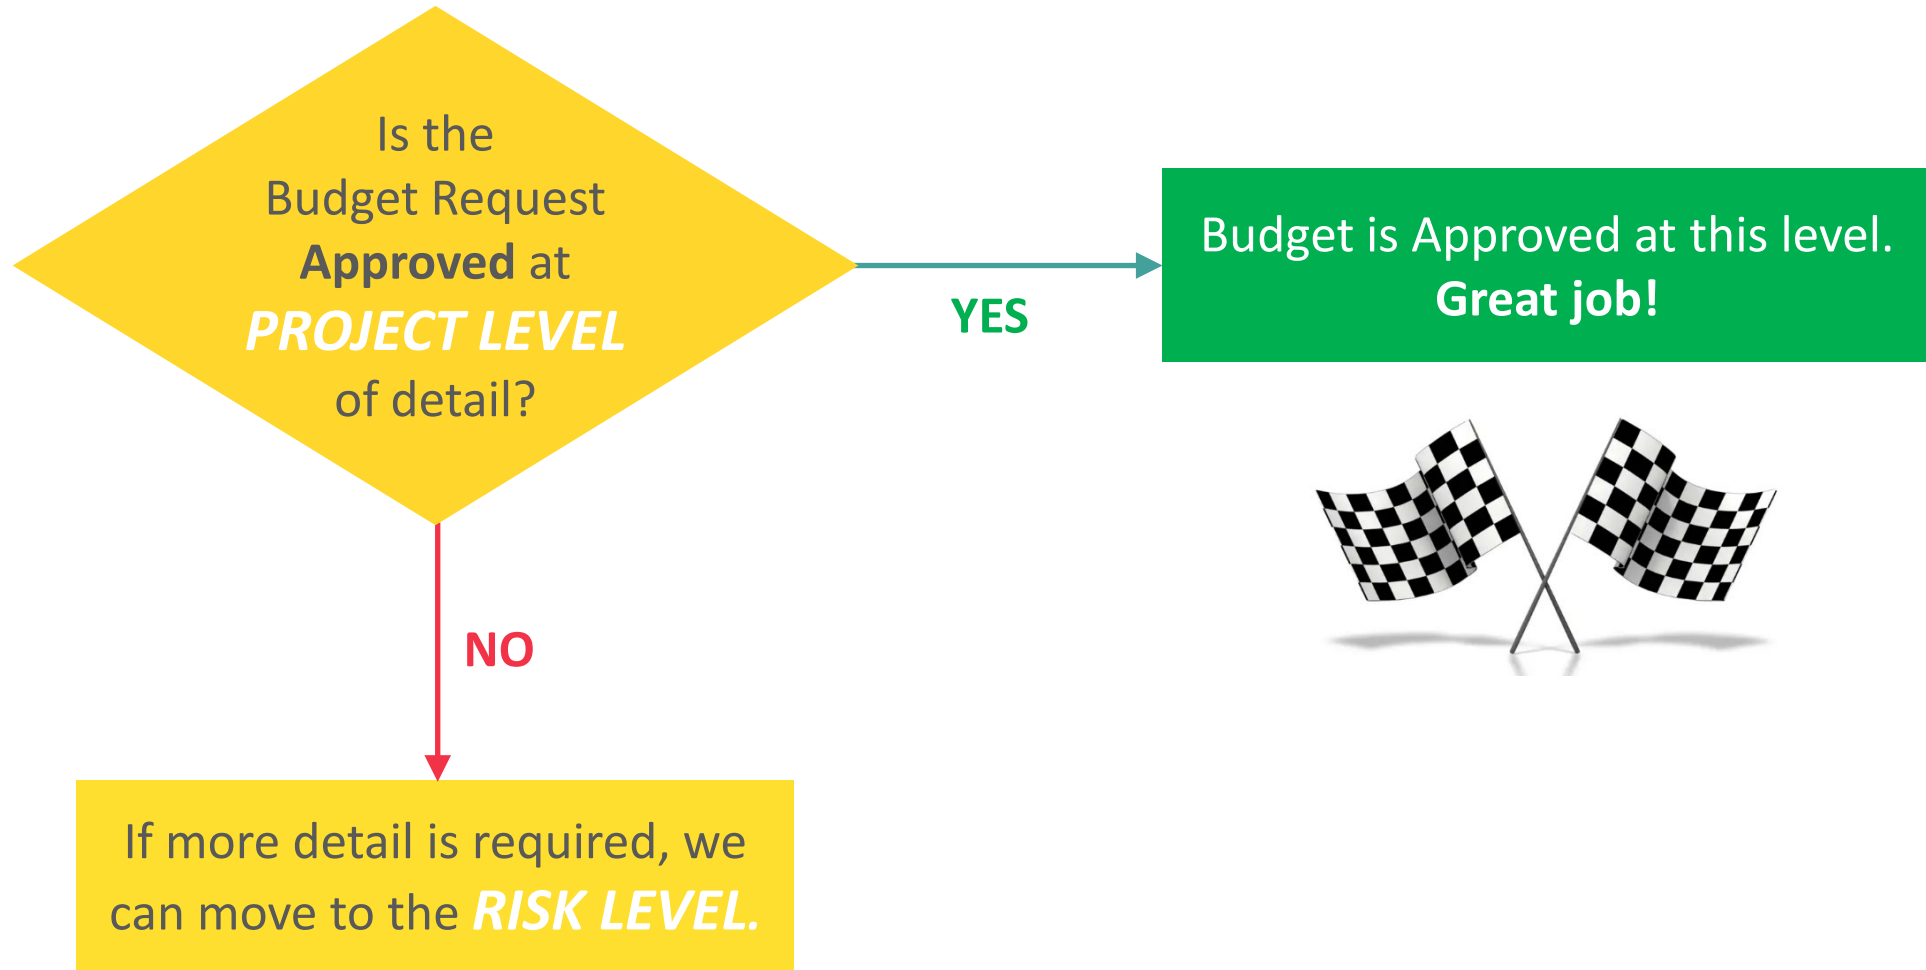 Is the
Budget Request
Approved at
PROJECT LEVEL
of detail?
YES
Budget is Approved at this level.
Great job!
NO
If more detail is required, we
can move to the RISK LEVEL.